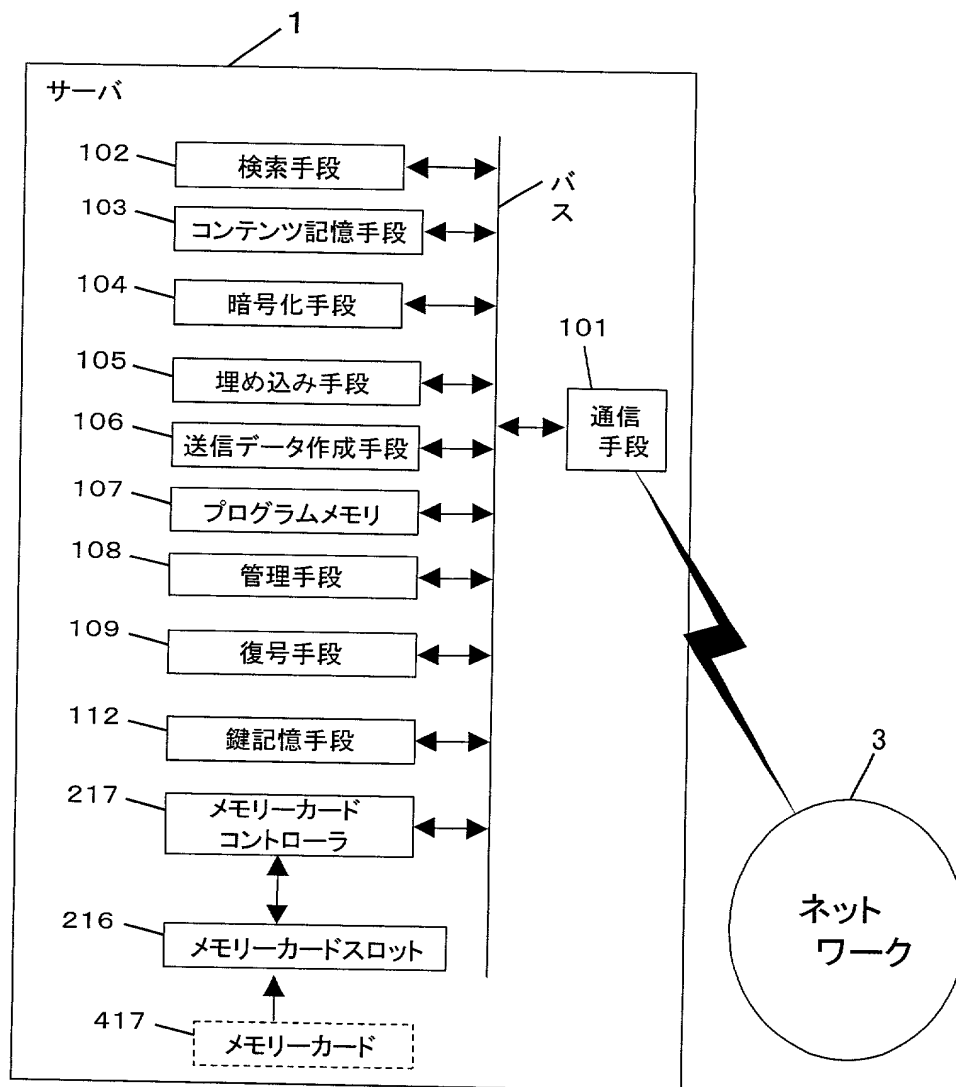 1
サーバ
102
検索手段
バ
ス
103
コンテンツ記憶手段
104
暗号化手段
101
通信
手段
105
埋め込み手段
106
送信データ作成手段
107
プログラムメモリ
108
管理手段
109
復号手段
112
鍵記憶手段
217
メモリーカード
コントローラ
3
ネット
ワーク
216
メモリーカードスロット
417
メモリーカード